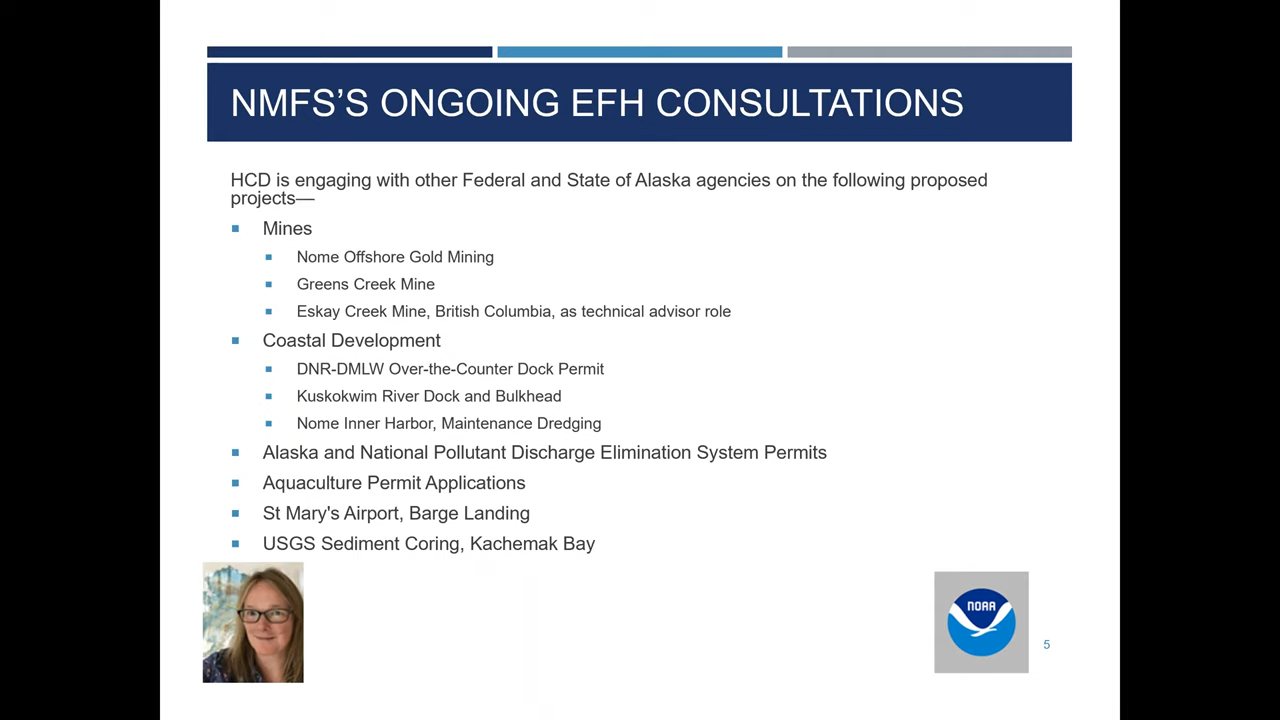 NMFS’S ONGOING EFH CONSULTATIONS
HCD is engaging with other Federal and State of Alaska agencies on the following proposed
projects—
Mines
Nome Offshore Gold Mining
Greens Creek Mine
Eskay Creek Mine, British Columbia, as technical advisor role
Coastal Development
DNR-DMLW Over-the-Counter Dock Permit
Kuskokwim River Dock and Bulkhead
Nome Inner Harbor, Maintenance Dredging
Alaska and National Pollutant Discharge Elimination System Permits
Aquaculture Permit Applications
St Mary's Airport, Barge Landing
USGS Sediment Coring, Kachemak Bay
NOAA
5